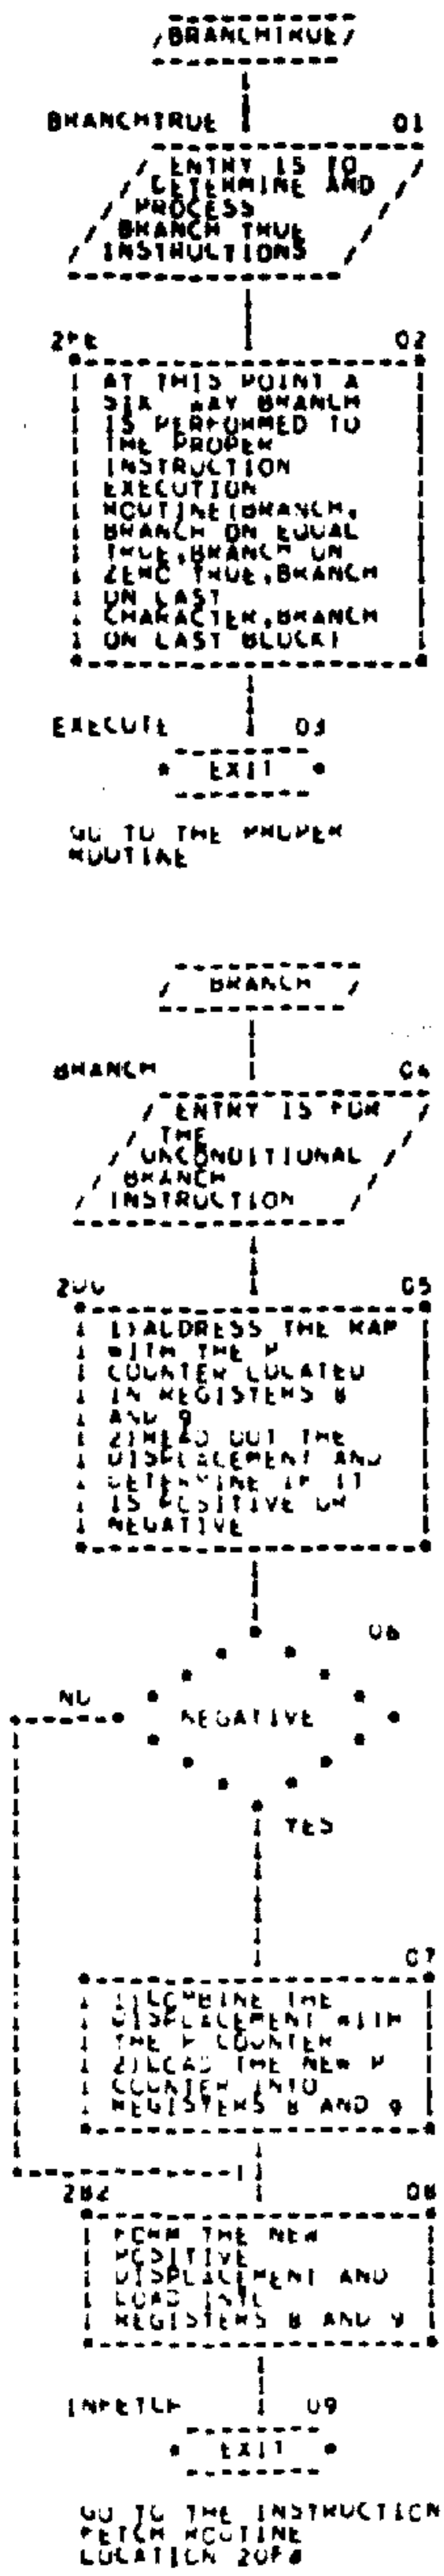 /BRANCHTRUE/
BRANCHTRUE 01
ENTRY IS TO
DETERMINE AND
PROCESS
BRANCH TRUE
INSTRUCTIONS
2FE 02
AT THIS POINT A
SIX WAY BRANCH
IS PERFORMED TO
THE PROPER
INSTRUCTION
EXECUTION
ROUTINE(BRANCH,
BRANCH ON EQUAL
TRUE,BRANCH ON
ZERO TRUE,BRANCH
ON LAST
CHARACTER,BRANCH
ON LAST BLOCK)
EXECUTE 03
EXIT
GO TO THE PROPER
ROUTINE
/ BRANCH /
BRANCH 04
ENTRY IS FOR
THE
UNCONDITIONAL
BRANCH
INSTRUCTION
05
1)ADDRESS THE RAM
WITH THE P
COUNTER LOCATED
IN REGISTERS 8
AND 9
2)READ OUT THE
DISPLACEMENT AND
DETERMINE IF IT
IS POSITIVE OR
NEGATIVE
06
NO
NEGATIVE
YES
07
1)COMBINE THE
DISPLACEMENT WITH
THE P COUNTER
2)LOAD THE NEW P
COUNTER INTO
REGISTERS 8 AND 9
2B2 08
FORM THE NEW
POSITIVE
DISPLACEMENT AND
LOAD INTO
REGISTERS 8 AND 9
INFETCH 09
EXIT
GO TO THE INSTRUCTION
FETCH ROUTINE
LOCATION